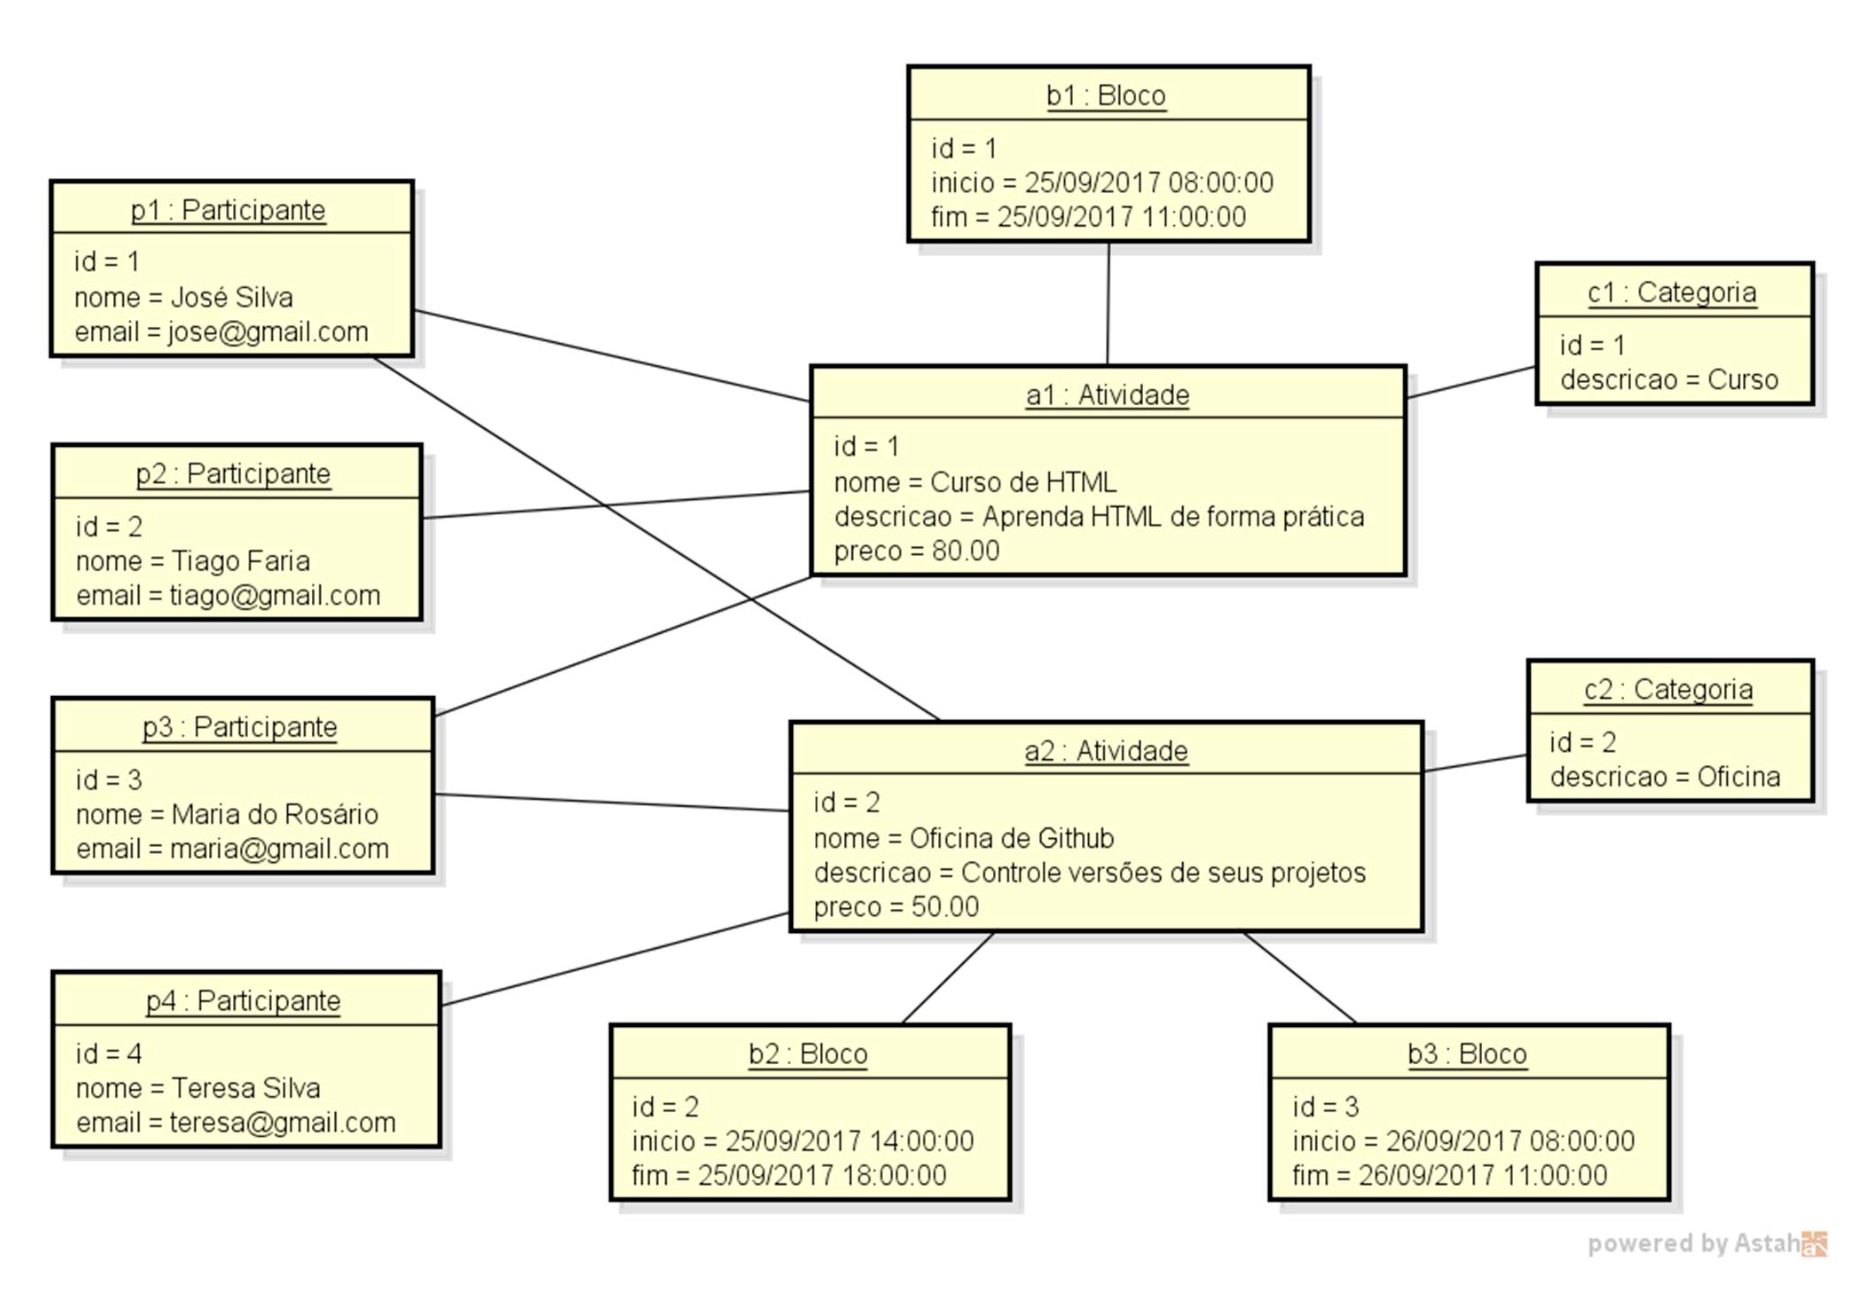 b1 : Bloco
id = 1
inicio = 25/09/2017 08:00:00
fim = 25/09/2017 11:00:00
p1 : Participante
id = 1
nome = José Silva
email = jose@gmail.com
c1 : Categoria
id = 1
descricao = Curso
a1 : Atividade
id = 1
nome = Curso de HTML
descricao = Aprenda HTML de forma prática
preco = 80.00
p2 : Participante
id = 2
nome = Tiago Faria
email = tiago@gmail.com
c2 : Categoria
id = 2
descricao = Oficina
p3 : Participante
id = 3
nome = Maria do Rosário
email = maria@gmail.com
a2 : Atividade
id = 2
nome = Oficina de Github
descricao = Controle versões de seus projetos
preco = 50.00
p4 : Participante
id = 4
nome = Teresa Silva
email = teresa@gmail.com
b2 : Bloco
id = 2
inicio = 25/09/2017 14:00:00
fim = 25/09/2017 18:00:00
b3 : Bloco
id = 3
inicio = 26/09/2017 08:00:00
fim = 26/09/2017 11:00:00
powered by Astah